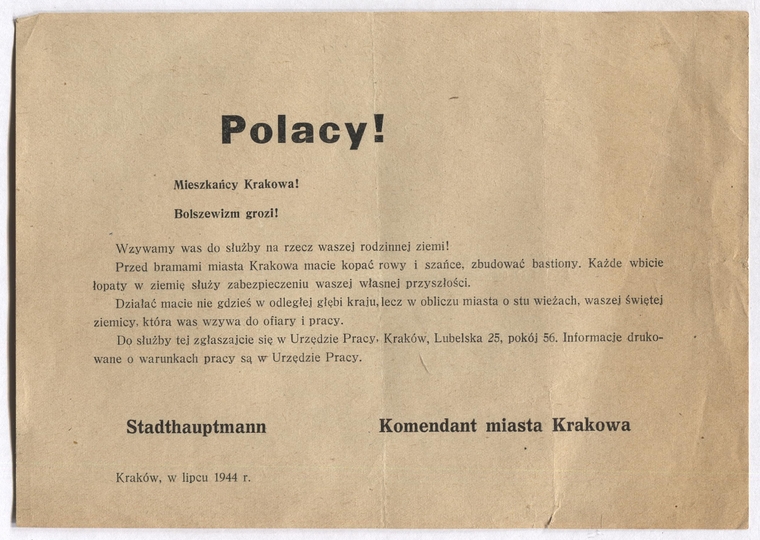 Polacy!
Mieszkańcy Krakowa!
Bolszewizm grozi!
Wzywamy was do służby na rzecz waszej rodzinnej ziemi!
Przed bramami miasta Krakowa macie kopać rowy i szańce, zbudować bastiony. Każde wbicie
łopaty w ziemię służy zabezpieczeniu waszej własnej przyszłości.
Działać macie nie gdzieś w odległej głębi kraju, lecz w obliczu miasta o stu wieżach, waszej świętej
ziemicy, która was wzywa do ofiary i pracy.
Do służby tej zgłaszajcie się w Urzędzie Pracy, Kraków, Lubelska 25, pokój 56. Informacje druko-
wane o warunkach pracy są w Urzędzie Pracy.
Stadthauptmann Komendant miasta Krakowa
Kraków, w lipcu 1944 r.